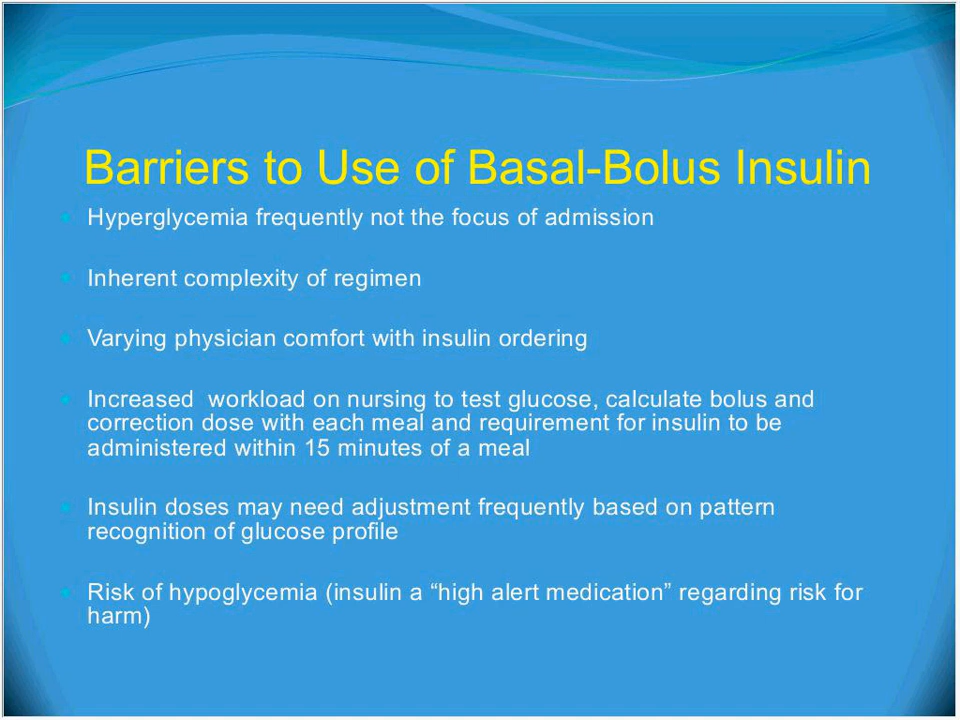 Barriers to Use of Basal-Bolus Insulin
Hyperglycemia frequently not the focus of admission
Inherent complexity of regimen
Varying physician comfort with insulin ordering
Increased  workload on nursing to test glucose, calculate bolus and
correction dose with each meal and requirement for insulin to be
administered within 15 minutes of a meal
Insulin doses may need adjustment frequently based on pattern
recognition of glucose profile
Risk of hypoglycemia (insulin a “high alert medication” regarding risk for
harm)